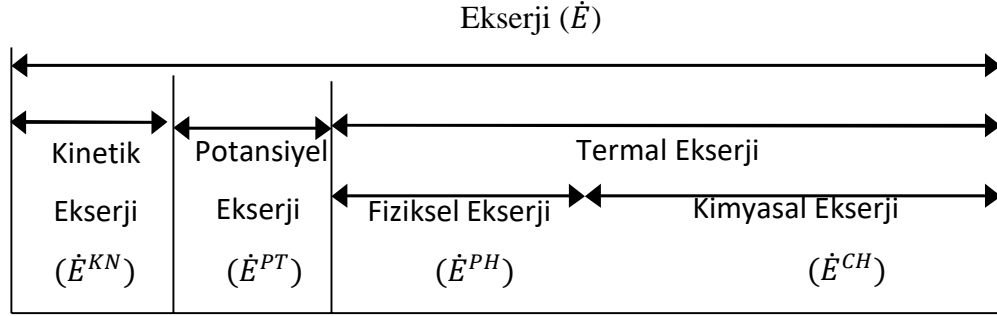 Ekserji (Ė)
Kinetik Ekserji (Ė^KN)
Potansiyel Ekserji (Ė^PT)
Termal Ekserji
Fiziksel Ekserji (Ė^PH)
Kimyasal Ekserji (Ė^CH)